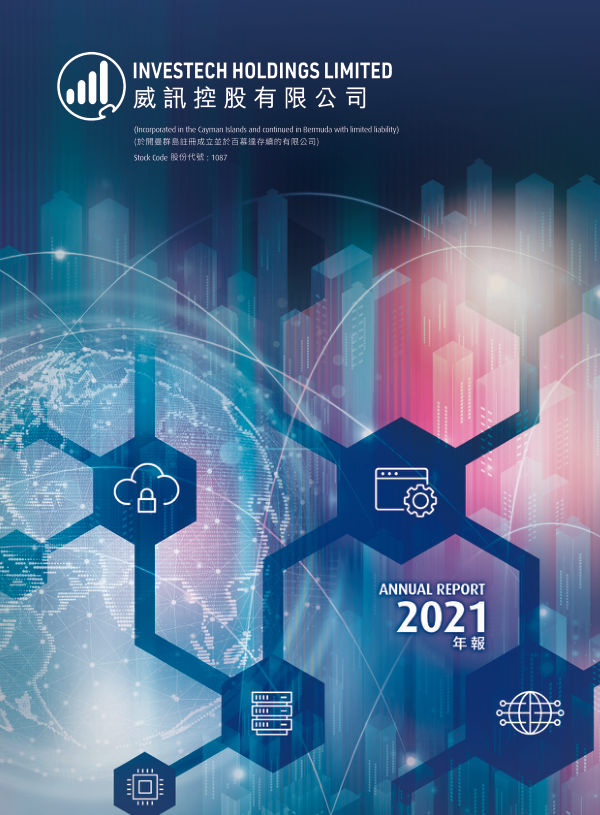 INVESTECH HOLDINGS LIMITED
威訊控股有限公司
(Incorporated in the Cayman Islands and continued in Bermuda with limited liability)
(於開曼群島註冊成立並於百慕達存續的有限公司)
Stock Code 股份代號 : 1087
ANNUAL REPORT
2021
年報